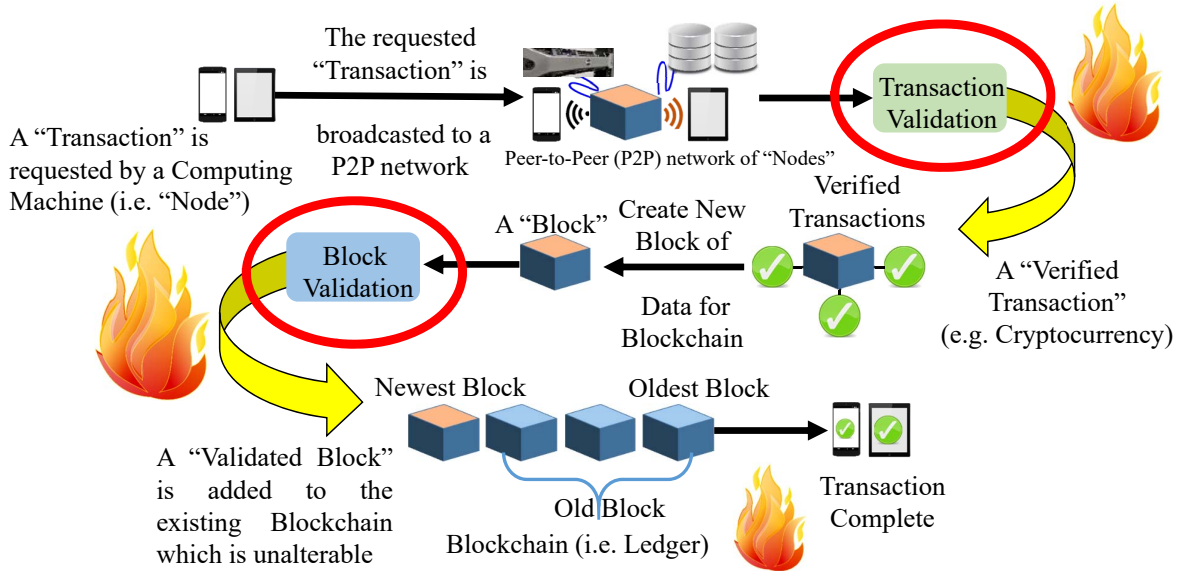 The requested
“Transaction” is
broadcasted to a
P2P network
A “Transaction” is
requested by a Computing
Machine (i.e. “Node”)
Peer-to-Peer (P2P) network of “Nodes”
Transaction
Validation
Verified
Transactions
A “Verified
Transaction”
(e.g. Cryptocurrency)
Create New
Block of
Data for
Blockchain
A “Block”
Block
Validation
A “Validated Block”
is added to the
existing Blockchain
which is unalterable
Newest Block
Oldest Block
Old Block
Blockchain (i.e. Ledger)
Transaction
Complete